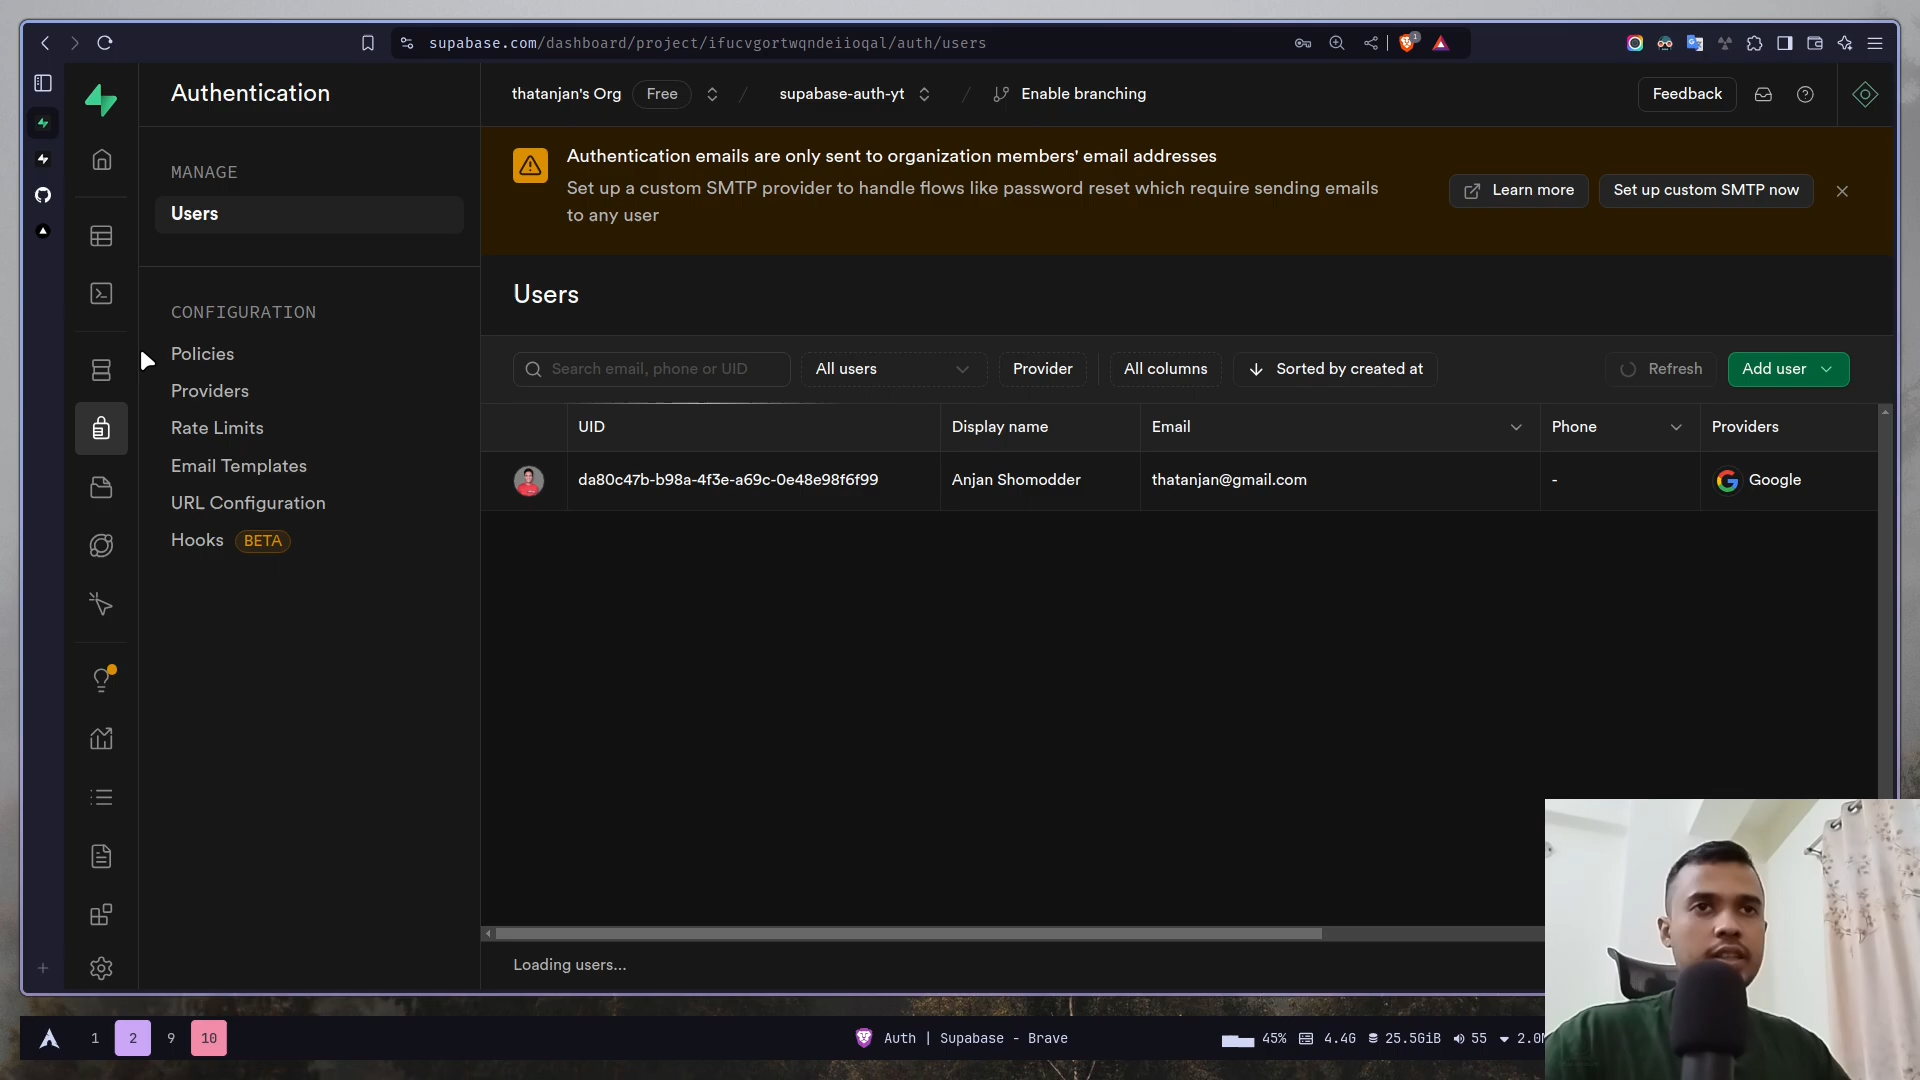 supabase.com/dashboard/project/ifucvgortwqndeiioqal/auth/users
1
Authentication
thatanjan's Org Free / supabase-auth-yt / Enable branching
Feedback
MANAGE
Users
CONFIGURATION
Policies
Providers
Rate Limits
Email Templates
URL Configuration
Hooks BETA
Authentication emails are only sent to organization members' email addresses
Set up a custom SMTP provider to handle flows like password reset which require sending emails
to any user
Learn more
Set up custom SMTP now
Users
Search email, phone or UID
All users
Provider
All columns
Sorted by created at
Refresh
Add user
UID Display name Email Phone Providers
da80c47b-b98a-4f3e-a69c-0e48e98f6f99 Anjan Shomodder thatanjan@gmail.com - Google
Loading users...
1 2 9 10
Auth | Supabase - Brave
45% 4.4G 25.5GiB 55